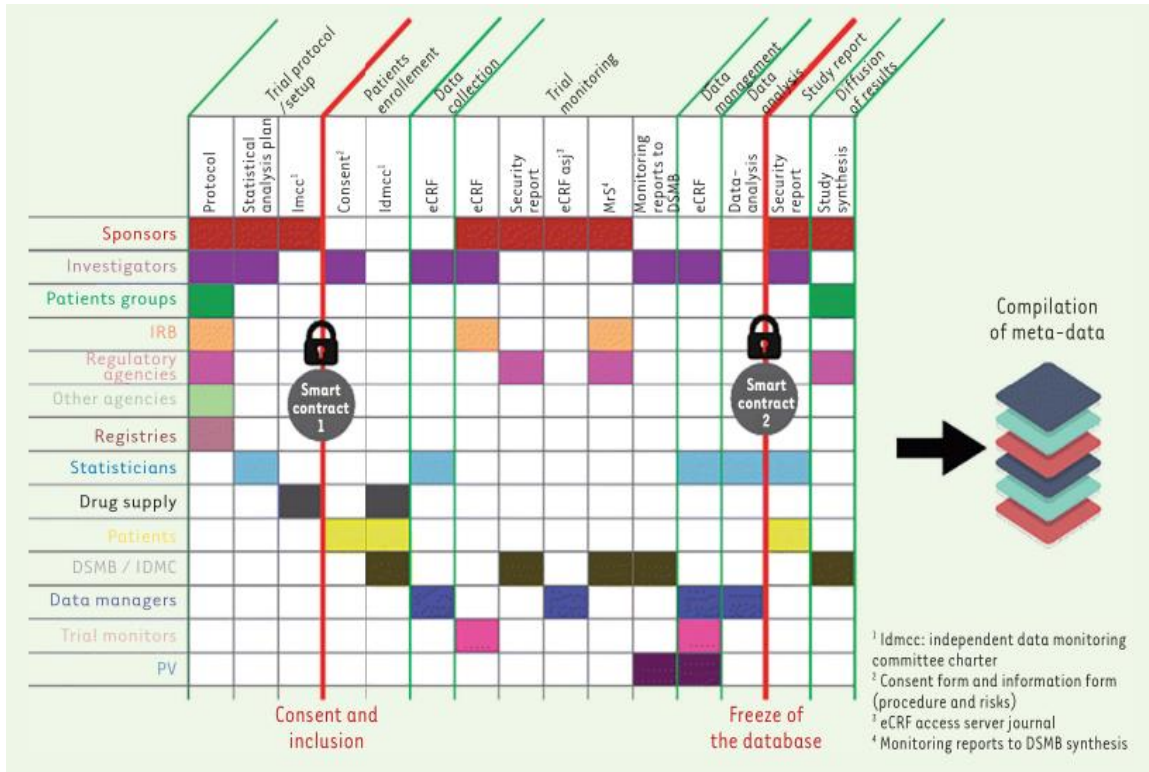 Trial protocol
/setup
Patients
enrollement
Data
collection
Trial
monitoring
Data
management
Data
analysis
Study report
Diffusion
of results
Protocol
Statistical
analysis plan
Imcc¹
Consent²
Idmcc¹
eCRF
eCRF
Security
report
eCRF asj³
MrS⁴
Monitoring
reports to
DSMB
eCRF
Data-
analysis
Security
report
Study
synthesis
Sponsors
Investigators
Patients groups
IRB
Regulatory
agencies
Other agencies
Registries
Statisticians
Drug supply
Patients
DSMB / IDMC
Data managers
Trial monitors
PV
Smart
contract
1
Smart
contract
2
Consent and
inclusion
Freeze of
the database
Compilation
of meta-data
¹ Idmcc: independent data monitoring
committee charter
² Consent form and information form
(procedure and risks)
³ eCRF access server journal
⁴ Monitoring reports to DSMB synthesis